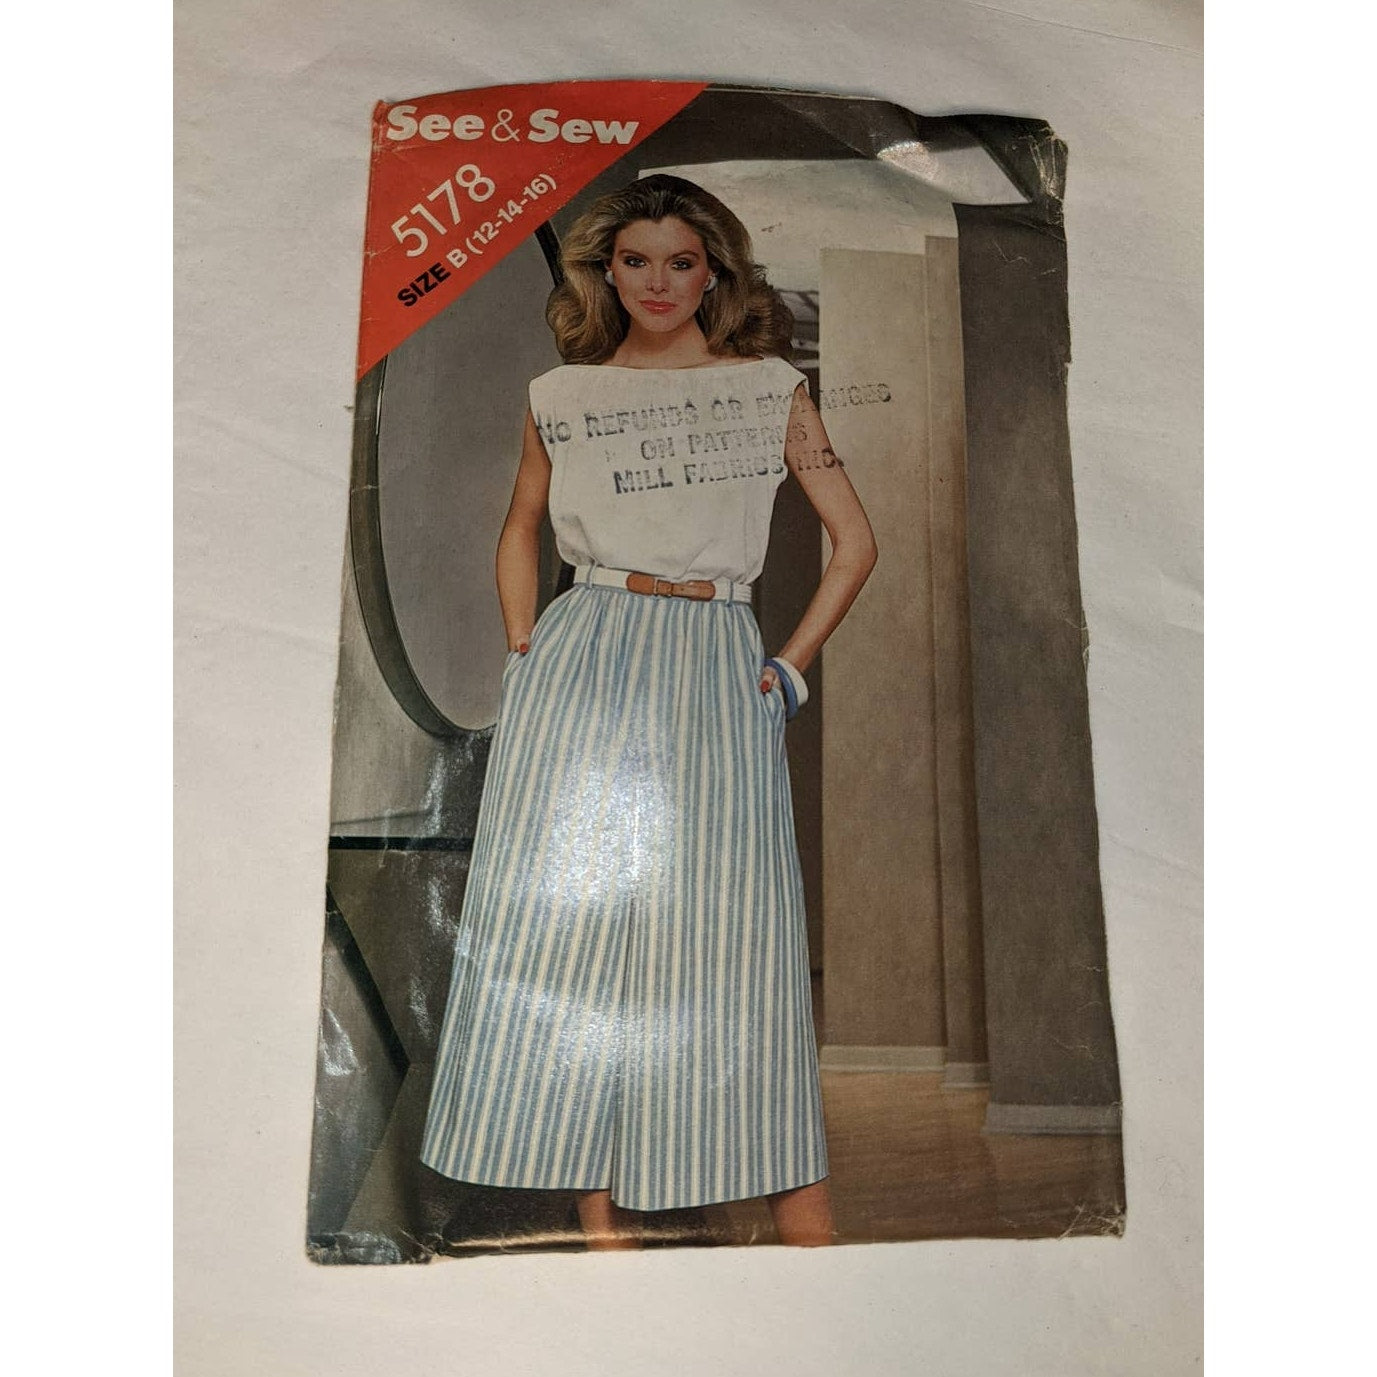 See & Sew
5178
SIZE B (12-14-16)
NO REFUNDS OR EXCHANGES
ON PATTERNS
MILL FABRICS INC.